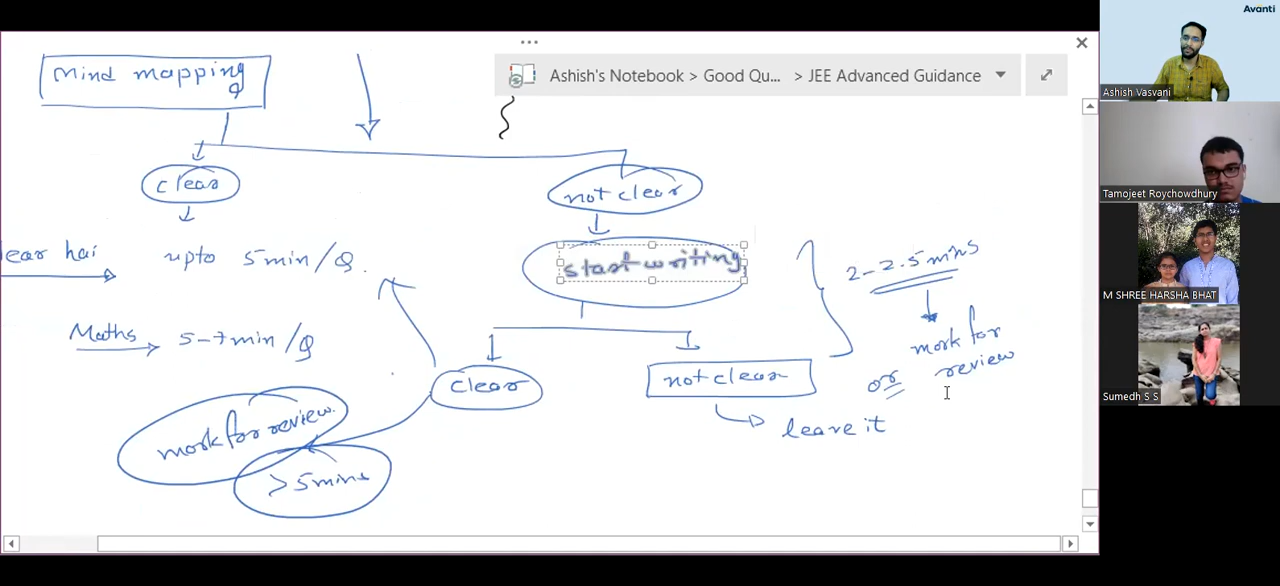 Avanti
Mind mapping
Ashish's Notebook > Good Qu... > JEE Advanced Guidance
Ashish Vasvani
clear
not clear
Tamojeet Roychowdhury
lear hai
upto 5min/Q.
start writing
2-2.5 mins
M SHREE HARSHA BHAT
Maths
5-7min/Q
mark for
review
or
clear
not clear
leave it
Sumedh S S
mark for review
>5mins